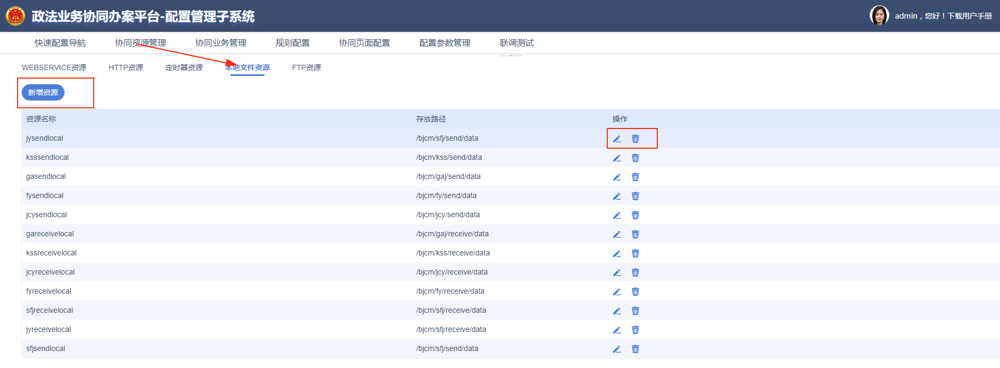 政法业务协同办案平台-配置管理子系统
admin，您好！下载用户手册
快速配置导航 协同资源管理 协同业务管理 规则配置 协同页面配置 配置参数管理 联调测试
WEBSERVICE资源 HTTP资源 定时器资源 本地文件资源 FTP资源
新增资源
资源名称 存放路径 操作
jysendlocal /bjcm/sfj/send/data
ksssendlocal /bjcm/kss/send/data
gasendlocal /bjcm/gaj/send/data
fysendlocal /bjcm/fy/send/data
jcysendlocal /bjcm/jcy/send/data
gareceivelocal /bjcm/gaj/receive/data
kssreceivelocal /bjcm/kss/receive/data
jcyreceivelocal /bjcm/jcy/receive/data
fyreceivelocal /bjcm/fy/receive/data
sfjreceivelocal /bjcm/sfj/receive/data
jyreceivelocal /bjcm/sfj/receive/data
sfjsendlocal /bjcm/sfj/send/data